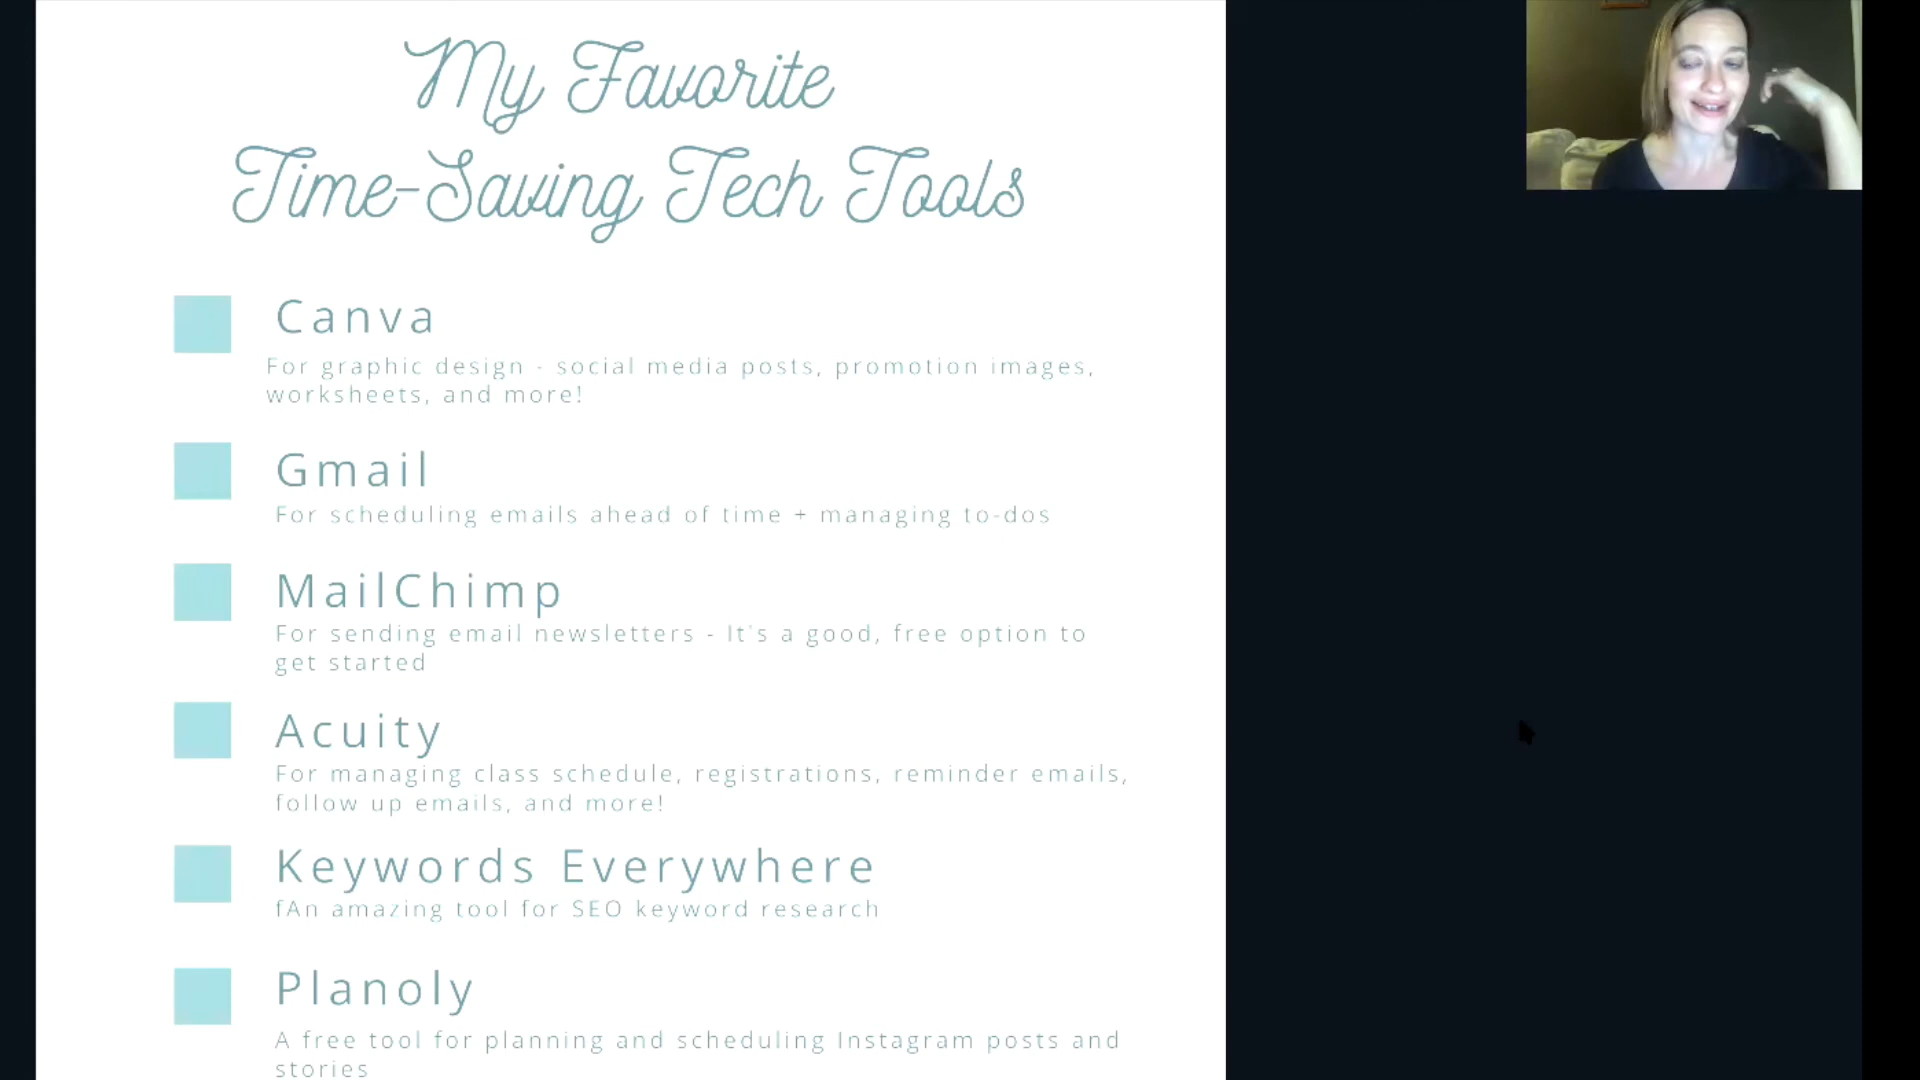 My Favorite
Time-Saving Tech Tools
Canva
For graphic design - social media posts, promotion images,
worksheets, and more!
Gmail
For scheduling emails ahead of time + managing to-dos
MailChimp
For sending email newsletters - It's a good, free option to
get started
Acuity
For managing class schedule, registrations, reminder emails,
follow up emails, and more!
Keywords Everywhere
fAn amazing tool for SEO keyword research
Planoly
A free tool for planning and scheduling Instagram posts and
stories